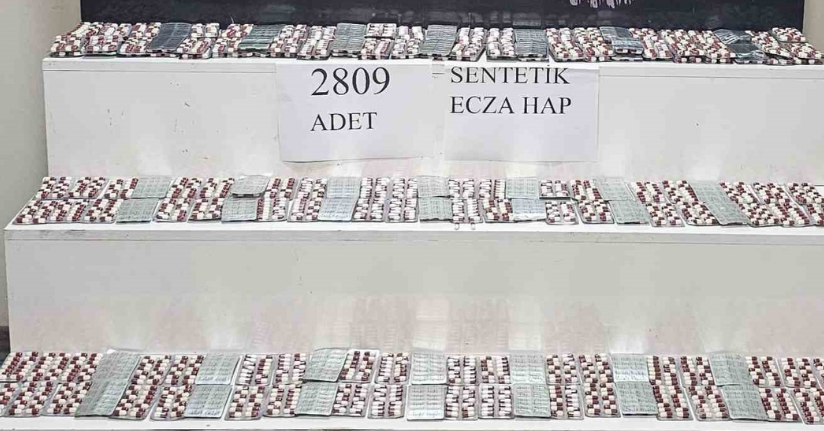 2809
ADET
SENTETİK
ECZA HAP